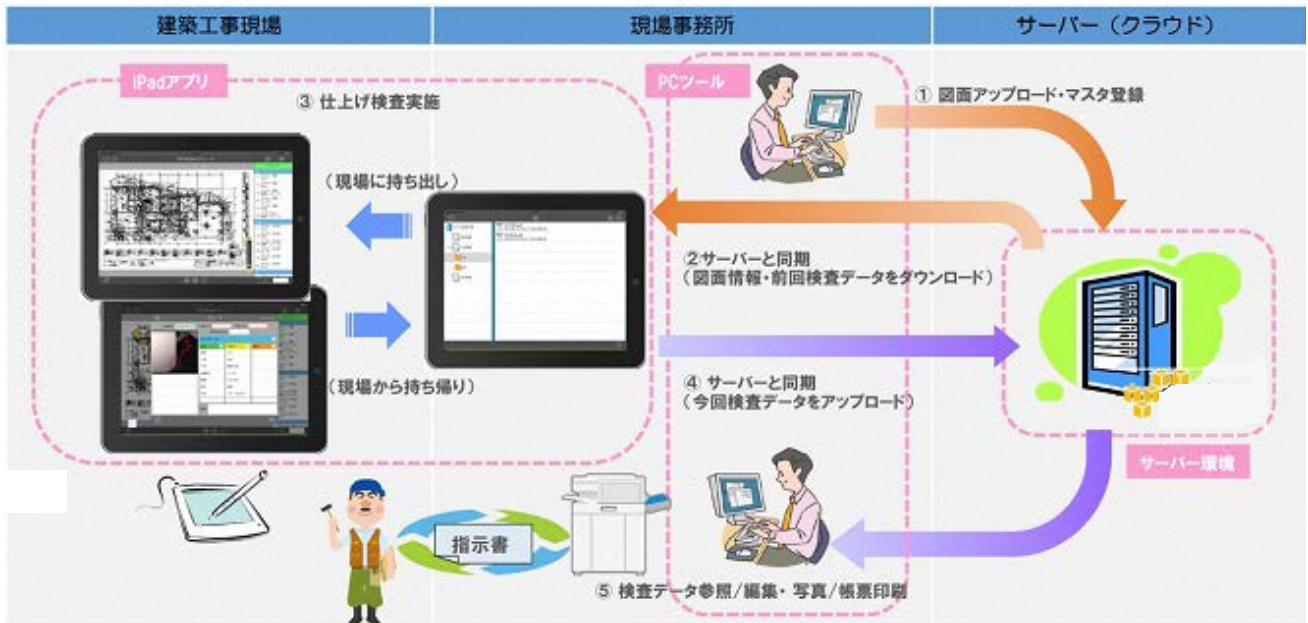 建築工事現場
現場事務所
サーバー（クラウド）
iPadアプリ
PCツール
③ 仕上げ検査実施
① 図面アップロード・マスタ登録
（現場に持ち出し）
②サーバーと同期
（図面情報・前回検査データをダウンロード）
（現場から持ち帰り）
④ サーバーと同期
（今回検査データをアップロード）
サーバー環境
指示書
⑤ 検査データ参照/編集・ 写真/帳票印刷